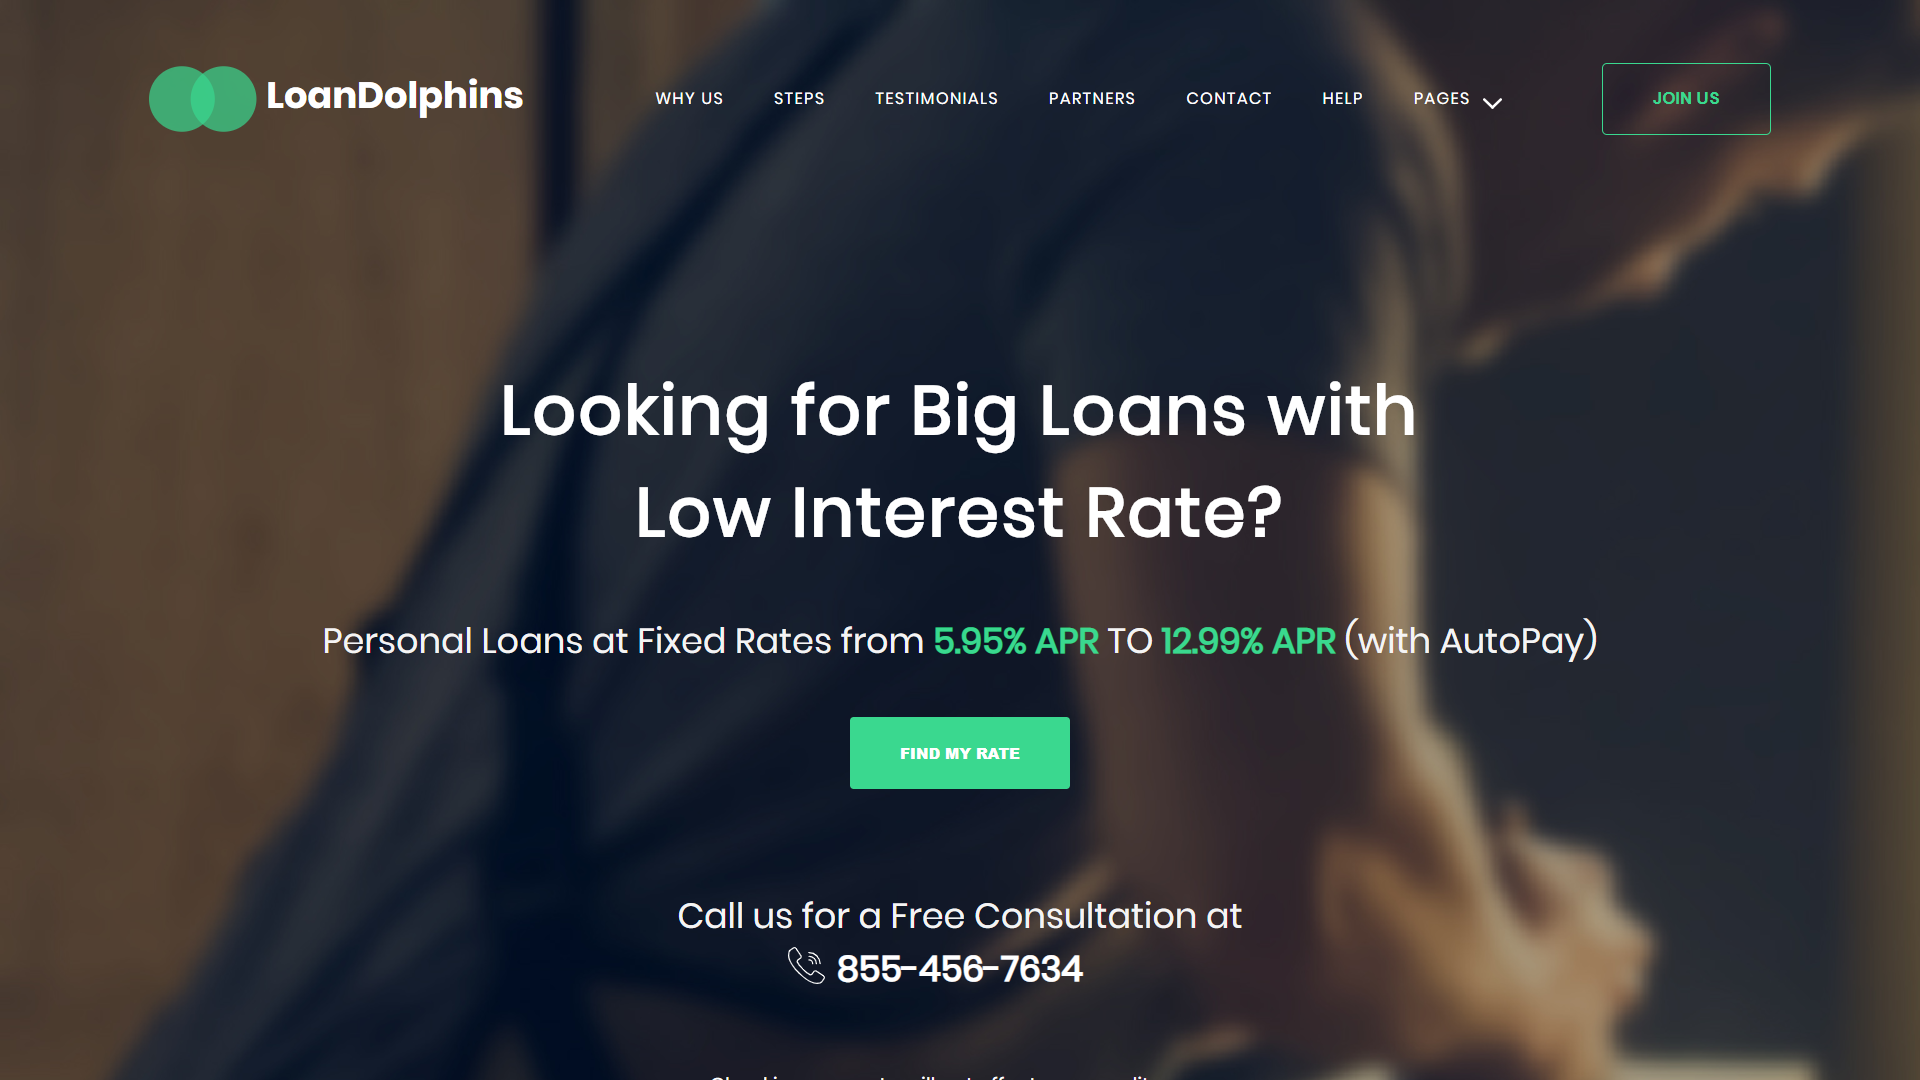 LoanDolphins
WHY US
STEPS
TESTIMONIALS
PARTNERS
CONTACT
HELP
PAGES
JOIN US
Looking for Big Loans with
Low Interest Rate?
Personal Loans at Fixed Rates from 5.95% APR TO 12.99% APR (with AutoPay)
FIND MY RATE
Call us for a Free Consultation at
855-456-7634